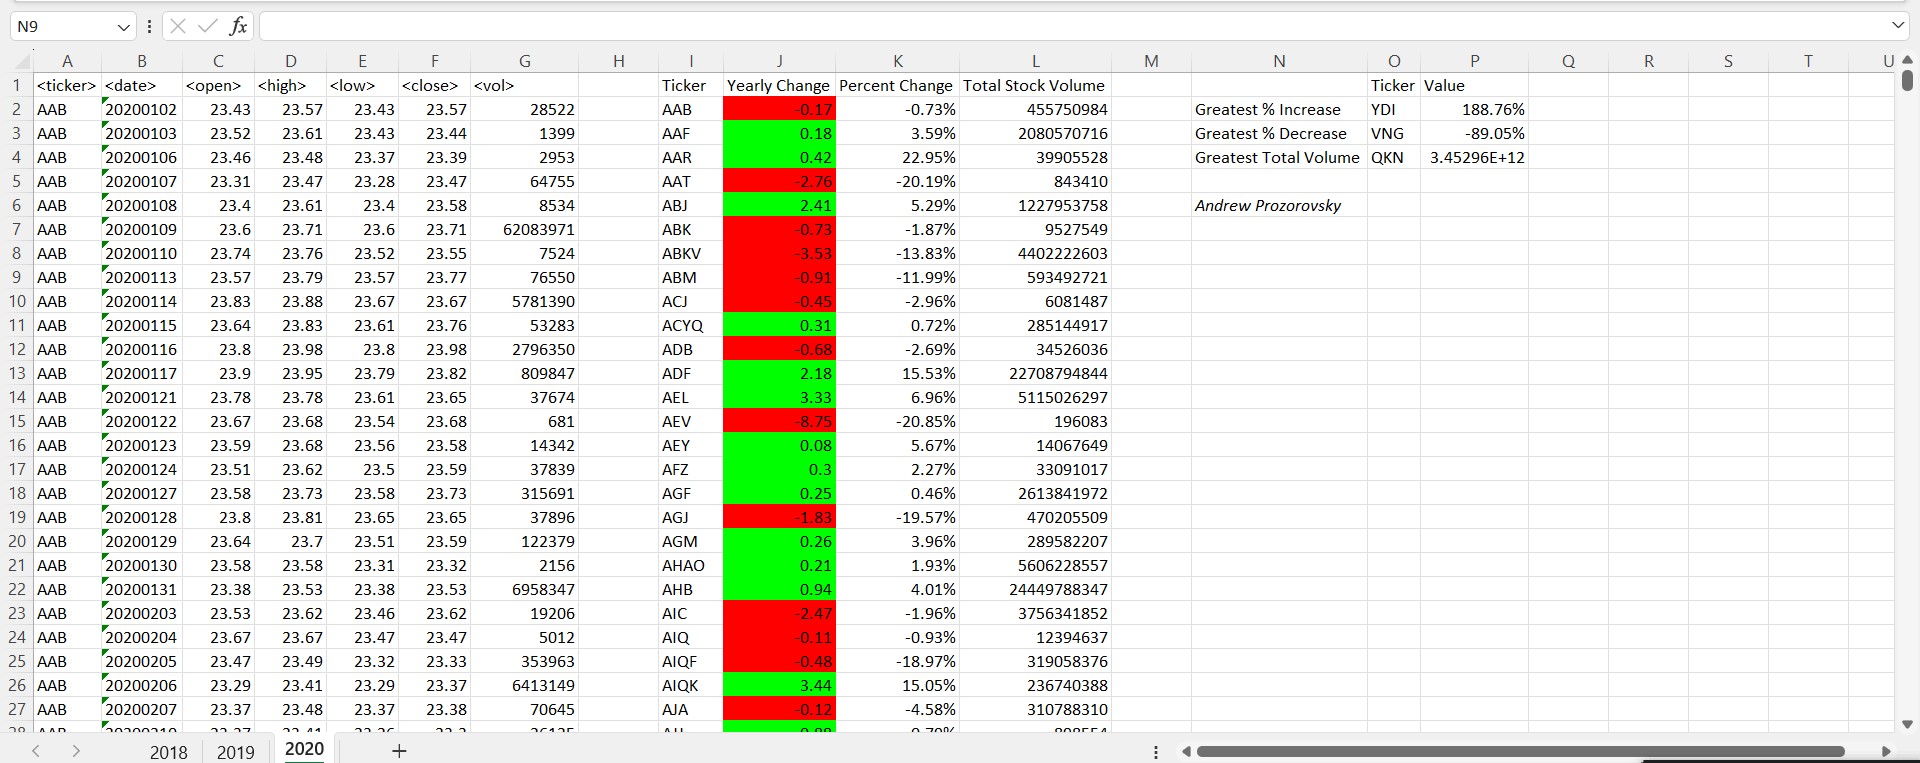 N9 fx
A B C D E F G H I J K L M N O P Q R S T U
1 <ticker> <date> <open> <high> <low> <close> <vol> Ticker Yearly Change Percent Change Total Stock Volume Ticker Value
2 AAB 20200102 23.43 23.57 23.43 23.57 28522 AAB -0.17 -0.73% 455750984 Greatest % Increase YDI 188.76%
3 AAB 20200103 23.52 23.61 23.43 23.44 1399 AAF 0.18 3.59% 2080570716 Greatest % Decrease VNG -89.05%
4 AAB 20200106 23.46 23.48 23.37 23.39 2953 AAR 0.42 22.95% 39905528 Greatest Total Volume QKN 3.45296E+12
5 AAB 20200107 23.31 23.47 23.28 23.47 64755 AAT -2.76 -20.19% 843410
6 AAB 20200108 23.4 23.61 23.4 23.58 8534 ABJ 2.41 5.29% 1227953758 Andrew Prozorovsky
7 AAB 20200109 23.6 23.71 23.6 23.71 62083971 ABK -0.73 -1.87% 9527549
8 AAB 20200110 23.74 23.76 23.52 23.55 7524 ABKV -3.53 -13.83% 4402222603
9 AAB 20200113 23.57 23.79 23.57 23.77 76550 ABM -0.91 -11.99% 593492721
10 AAB 20200114 23.83 23.88 23.67 23.67 5781390 ACJ -0.45 -2.96% 6081487
11 AAB 20200115 23.64 23.83 23.61 23.76 53283 ACYQ 0.31 0.72% 285144917
12 AAB 20200116 23.8 23.98 23.8 23.98 2796350 ADB -0.68 -2.69% 34526036
13 AAB 20200117 23.9 23.95 23.79 23.82 809847 ADF 2.18 15.53% 22708794844
14 AAB 20200121 23.78 23.78 23.61 23.65 37674 AEL 3.33 6.96% 5115026297
15 AAB 20200122 23.67 23.68 23.54 23.68 681 AEV -8.75 -20.85% 196083
16 AAB 20200123 23.59 23.68 23.56 23.58 14342 AEY 0.08 5.67% 14067649
17 AAB 20200124 23.51 23.62 23.5 23.59 37839 AFZ 0.3 2.27% 33091017
18 AAB 20200127 23.58 23.73 23.58 23.73 315691 AGF 0.25 0.46% 2613841972
19 AAB 20200128 23.8 23.81 23.65 23.65 37896 AGJ -1.83 -19.57% 470205509
20 AAB 20200129 23.64 23.7 23.51 23.59 122379 AGM 0.26 3.96% 289582207
21 AAB 20200130 23.58 23.58 23.31 23.32 2156 AHAO 0.21 1.93% 5606228557
22 AAB 20200131 23.38 23.53 23.38 23.53 6958347 AHB 0.94 4.01% 24449788347
23 AAB 20200203 23.53 23.62 23.46 23.62 19206 AIC -2.47 -1.96% 3756341852
24 AAB 20200204 23.67 23.67 23.47 23.47 5012 AIQ -0.11 -0.93% 12394637
25 AAB 20200205 23.47 23.49 23.32 23.33 353963 AIQF -0.48 -18.97% 319058376
26 AAB 20200206 23.29 23.41 23.29 23.37 6413149 AIQK 3.44 15.05% 236740388
27 AAB 20200207 23.37 23.48 23.37 23.38 70645 AJA -0.12 -4.58% 310788310
2018 2019 2020 +